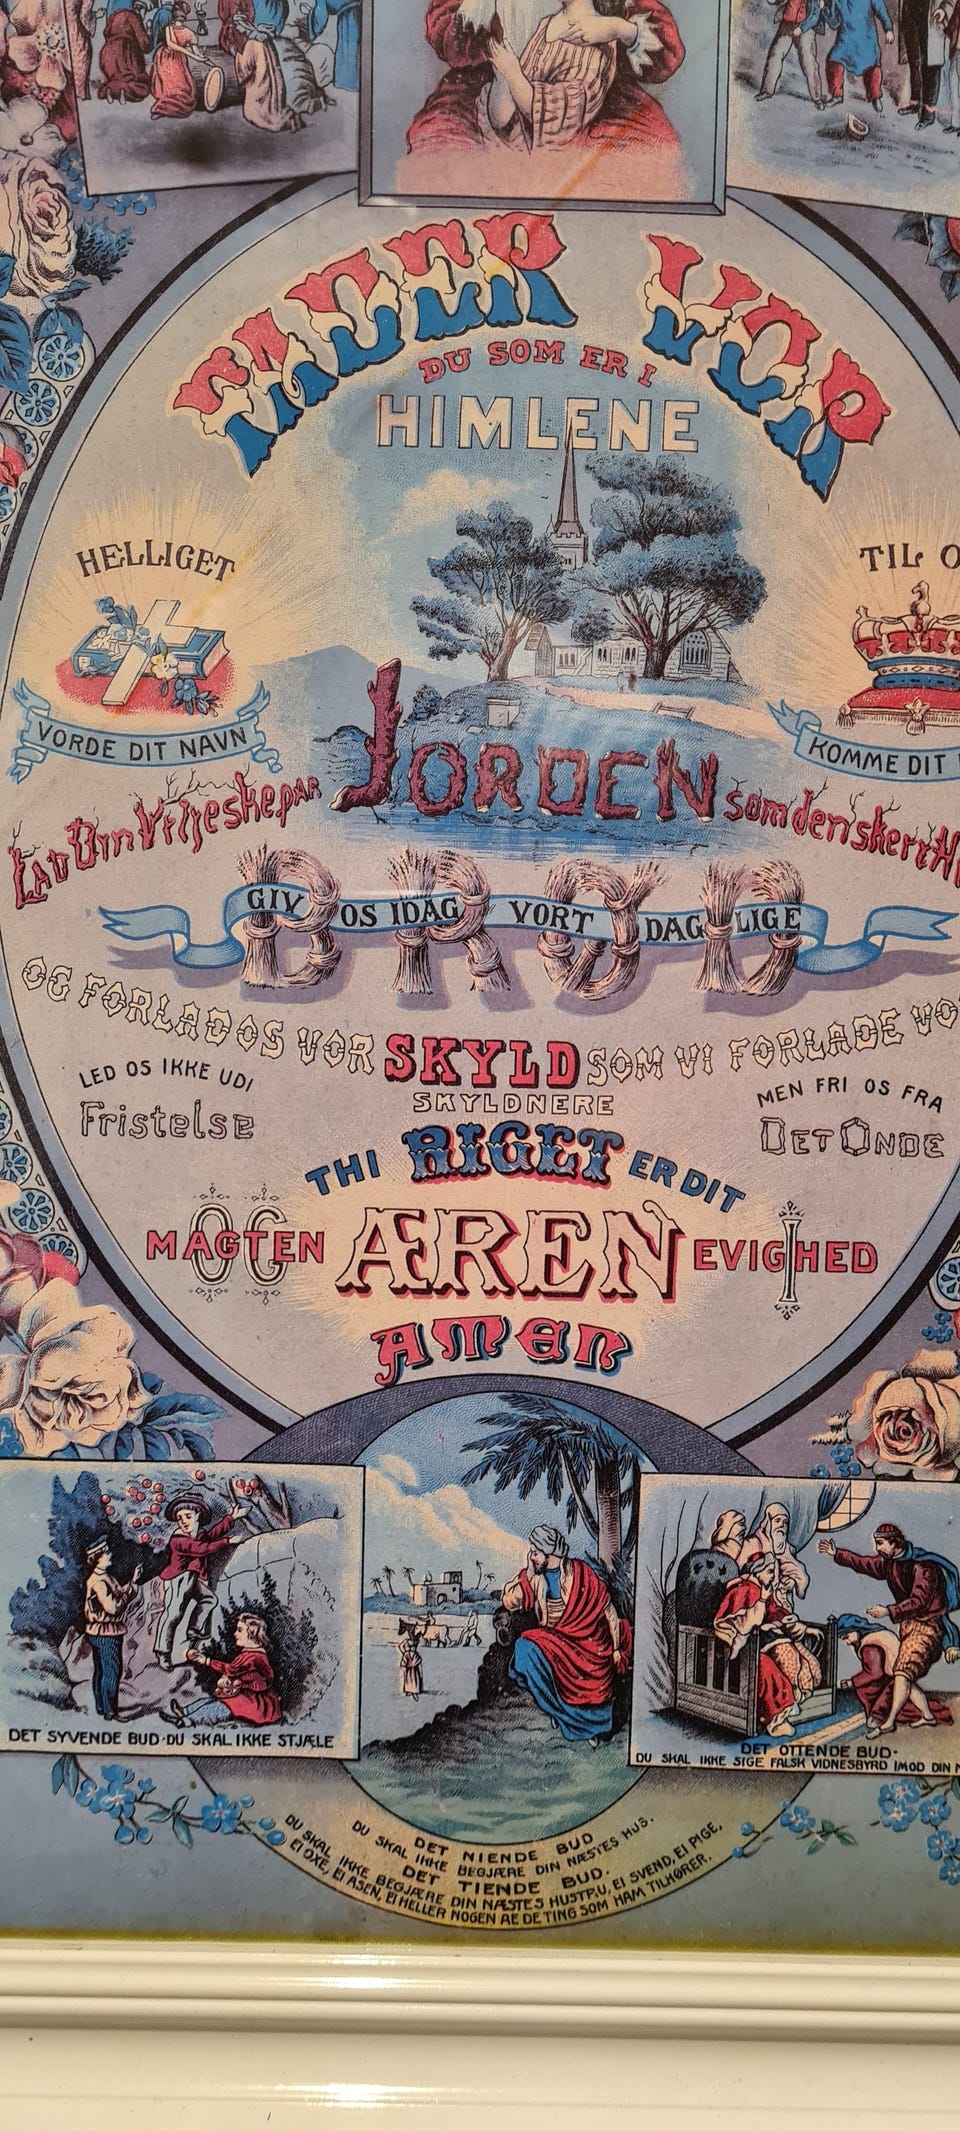 FADER VOR
DU SOM ER I
HIMLENE
HELLIGET
VORDE DIT NAVN
TIL O
KOMME DIT
LAD Din Vilje ske paa
JORDEN
som den sker i H
GIV OS IDAG VORT DAGLIGE
BRØD
OG FORLAD OS VOR SKYLD SOM VI FORLADE VO
SKYLDNERE
LED OS IKKE UDI
Fristelse
MEN FRI OS FRA
DET ONDE
THI RIGET ER DIT
MAGTEN OG ÆREN I EVIGHED
AMEN
DET SYVENDE BUD·DU SKAL IKKE STJÆLE
DET OTTENDE BUD·
DU SKAL IKKE SIGE FALSK VIDNESBYRD IMOD DIN
DET NIENDE BUD
DU SKAL IKKE BEGJÆRE DIN NÆSTES HUS.
DET TIENDE BUD.
DU SKAL IKKE BEGJÆRE DIN NÆSTES HUSTRU, EI SVEND, EI PIGE,
EI OXE, EI ASEN, EI HELLER NOGEN AF DE TING SOM HAM TILHØRER.